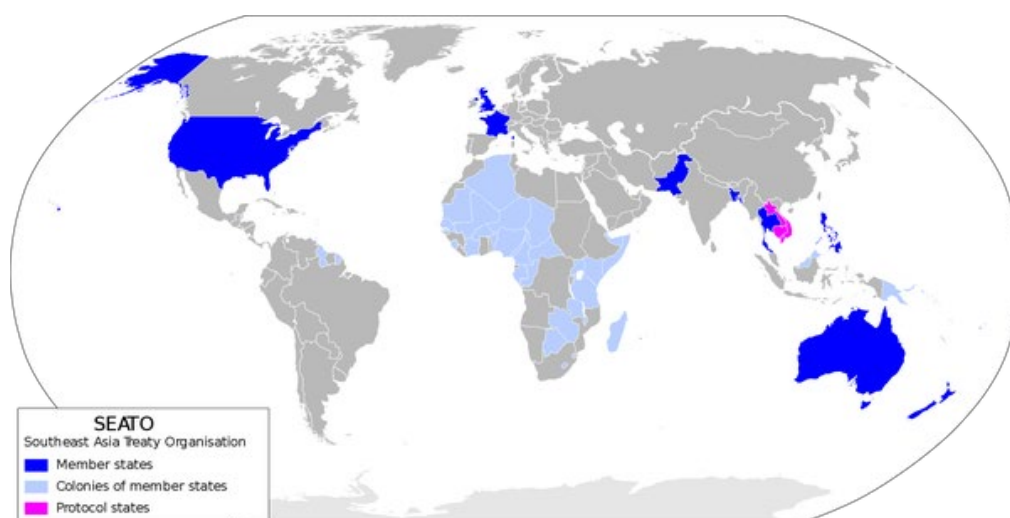 SEATO
Southeast Asia Treaty Organisation
Member states
Colonies of member states
Protocol states